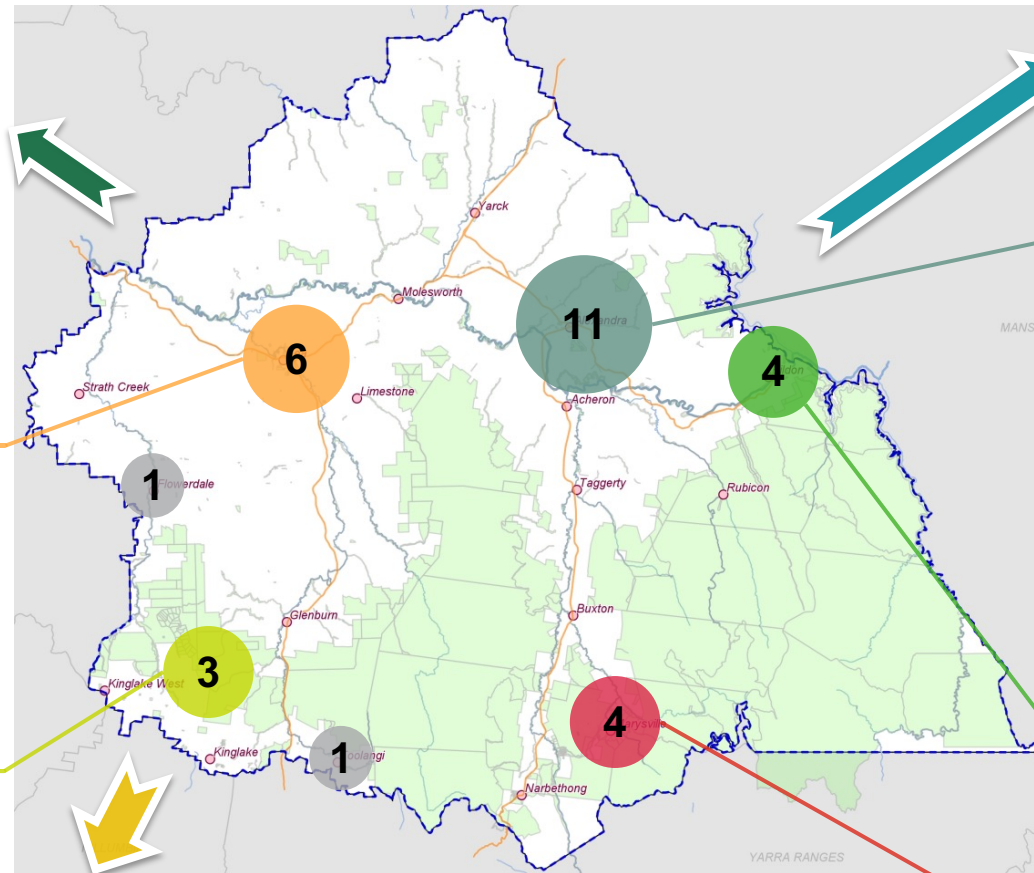 Yarck
Molesworth
11
MANS
6
4
Strath Creek
Limestone
Acheron
1
Flowerdale
Taggerty
Rubicon
Glenburn
Buxton
3
Kinglake West
4
Kinglake
1
Narbethong
YARRA RANGES